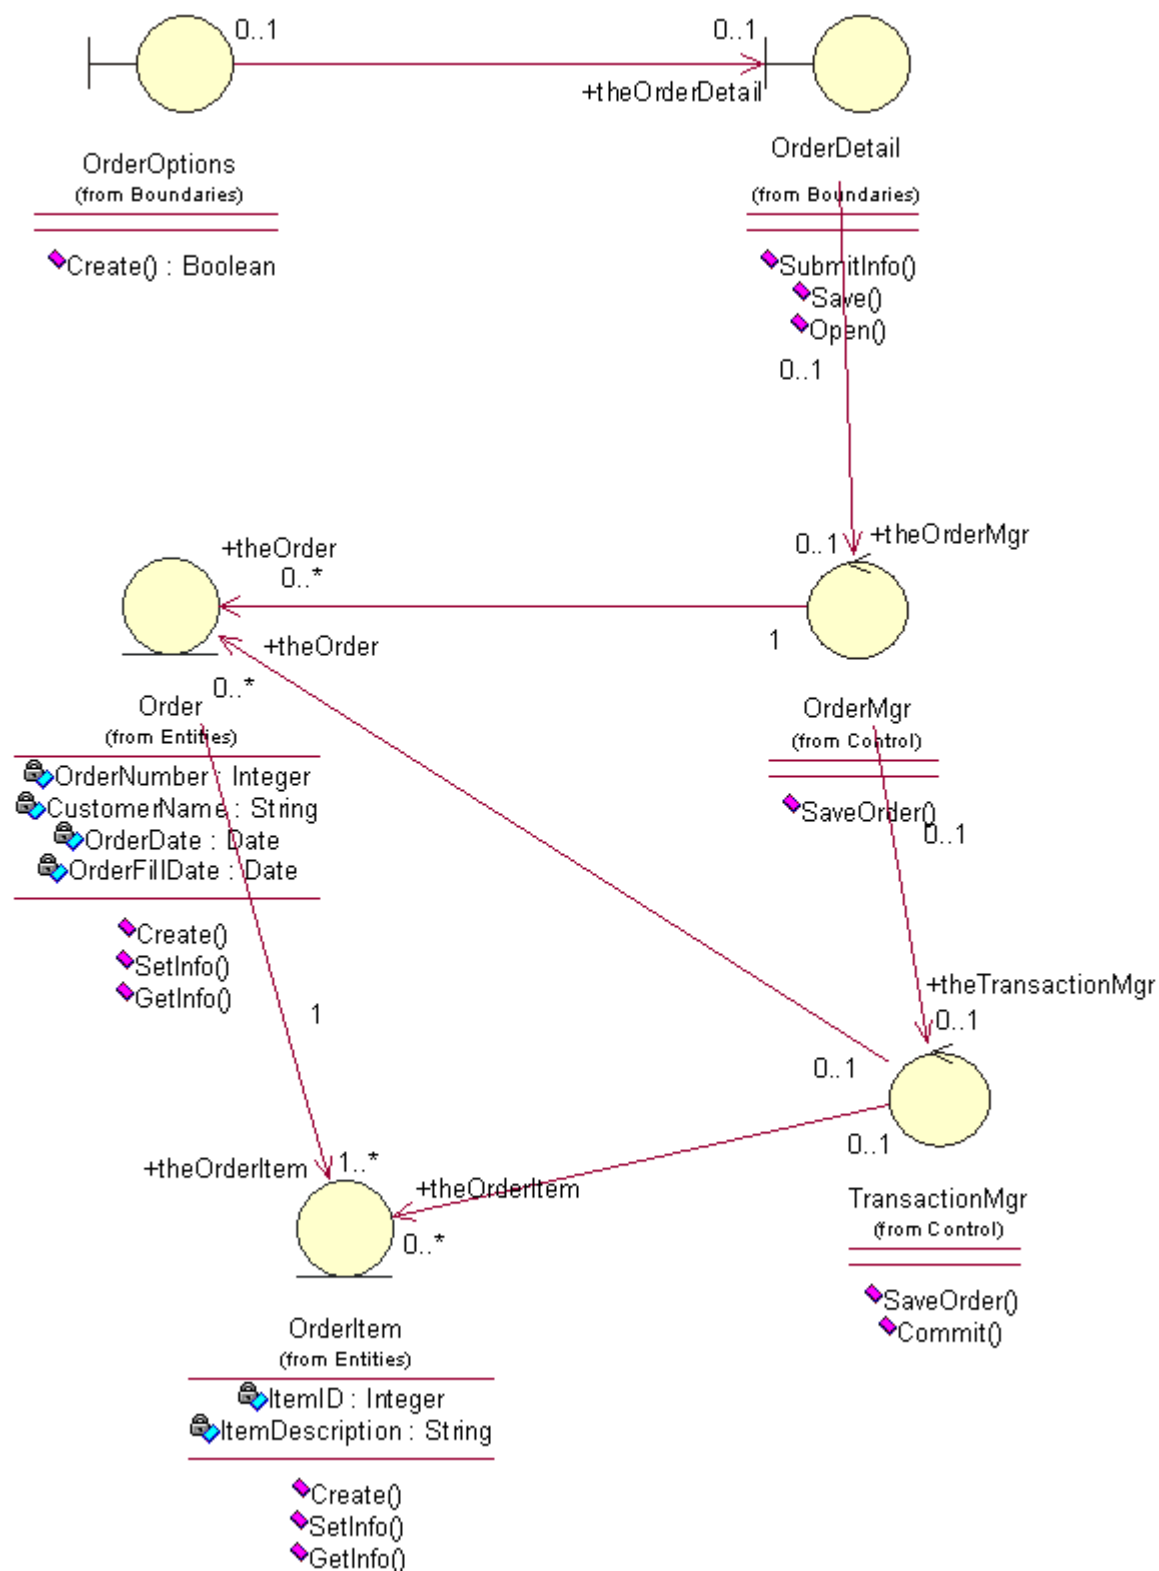 0..1
0..1
+theOrderDetail
OrderOptions
(from Boundaries)
Create() : Boolean
OrderDetail
(from Boundaries)
SubmitInfo()
Save()
Open()
0..1
+theOrderMgr
0..1
+theOrder
0..*
1
+theOrder
0..*
Order
(from Entities)
OrderNumber : Integer
CustomerName : String
OrderDate : Date
OrderFillDate : Date
Create()
SetInfo()
GetInfo()
1
OrderMgr
(from Control)
SaveOrder()
0..1
+theTransactionMgr
0..1
0..1
0..1
+theOrderItem
1..*
+theOrderItem
0..*
TransactionMgr
(from Control)
SaveOrder()
Commit()
OrderItem
(from Entities)
ItemID : Integer
ItemDescription : String
Create()
SetInfo()
GetInfo()